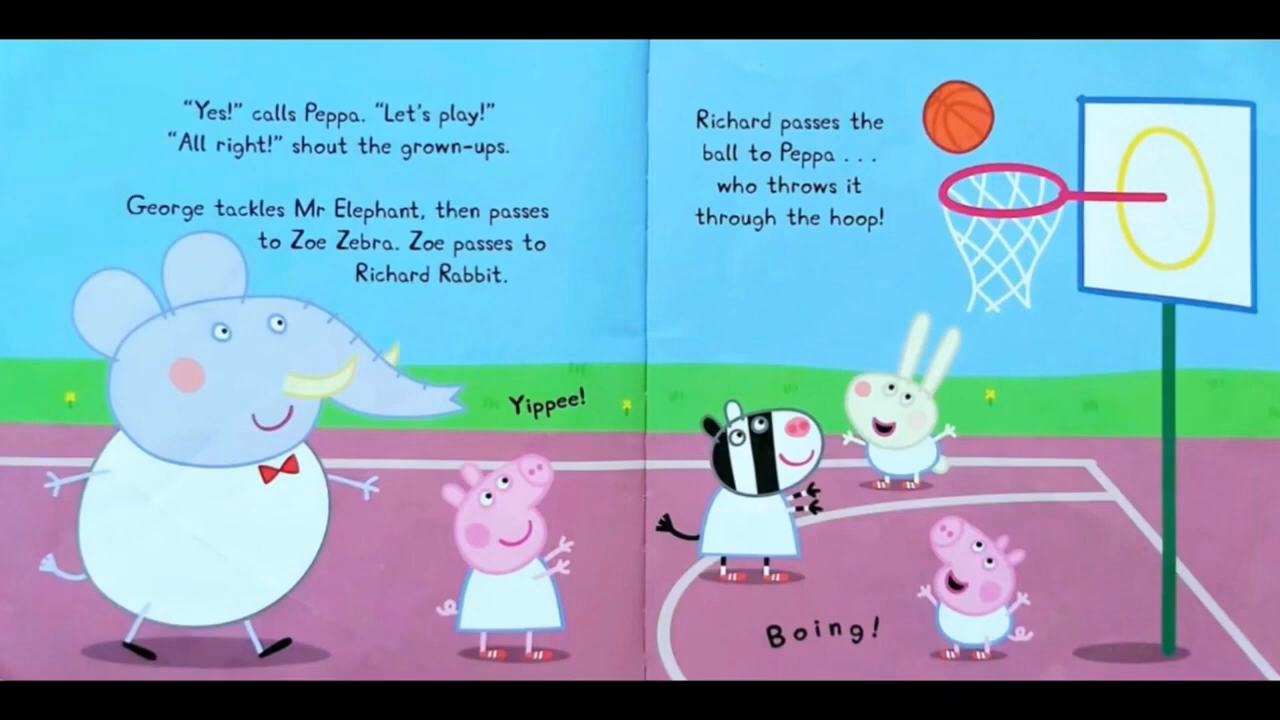 “Yes!” calls Peppa. “Let’s play!”
“All right!” shout the grown-ups.
George tackles Mr Elephant, then passes
to Zoe Zebra. Zoe passes to
Richard Rabbit.
Yippee!
Richard passes the
ball to Peppa . . .
who throws it
through the hoop!
Boing!